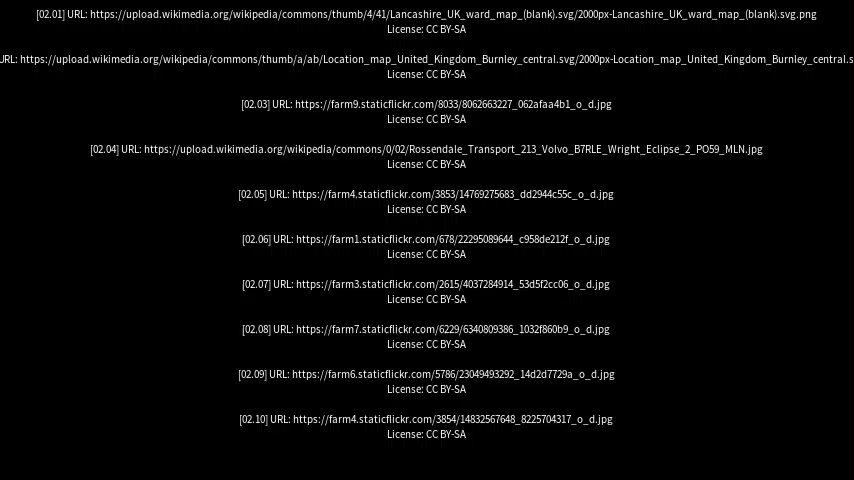 [02.01] URL: https://upload.wikimedia.org/wikipedia/commons/thumb/4/41/Lancashire_UK_ward_map_(blank).svg/2000px-Lancashire_UK_ward_map_(blank).svg.png
License: CC BY-SA
URL: https://upload.wikimedia.org/wikipedia/commons/thumb/a/ab/Location_map_United_Kingdom_Burnley_central.svg/2000px-Location_map_United_Kingdom_Burnley_central.s
License: CC BY-SA
[02.03] URL: https://farm9.staticflickr.com/8033/8062663227_062afaa4b1_o_d.jpg
License: CC BY-SA
[02.04] URL: https://upload.wikimedia.org/wikipedia/commons/0/02/Rossendale_Transport_213_Volvo_B7RLE_Wright_Eclipse_2_PO59_MLN.jpg
License: CC BY-SA
[02.05] URL: https://farm4.staticflickr.com/3853/14769275683_dd2944c55c_o_d.jpg
License: CC BY-SA
[02.06] URL: https://farm1.staticflickr.com/678/22295089644_c958de212f_o_d.jpg
License: CC BY-SA
[02.07] URL: https://farm3.staticflickr.com/2615/4037284914_53d5f2cc06_o_d.jpg
License: CC BY-SA
[02.08] URL: https://farm7.staticflickr.com/6229/6340809386_1032f860b9_o_d.jpg
License: CC BY-SA
[02.09] URL: https://farm6.staticflickr.com/5786/23049493292_14d2d7729a_o_d.jpg
License: CC BY-SA
[02.10] URL: https://farm4.staticflickr.com/3854/14832567648_8225704317_o_d.jpg
License: CC BY-SA